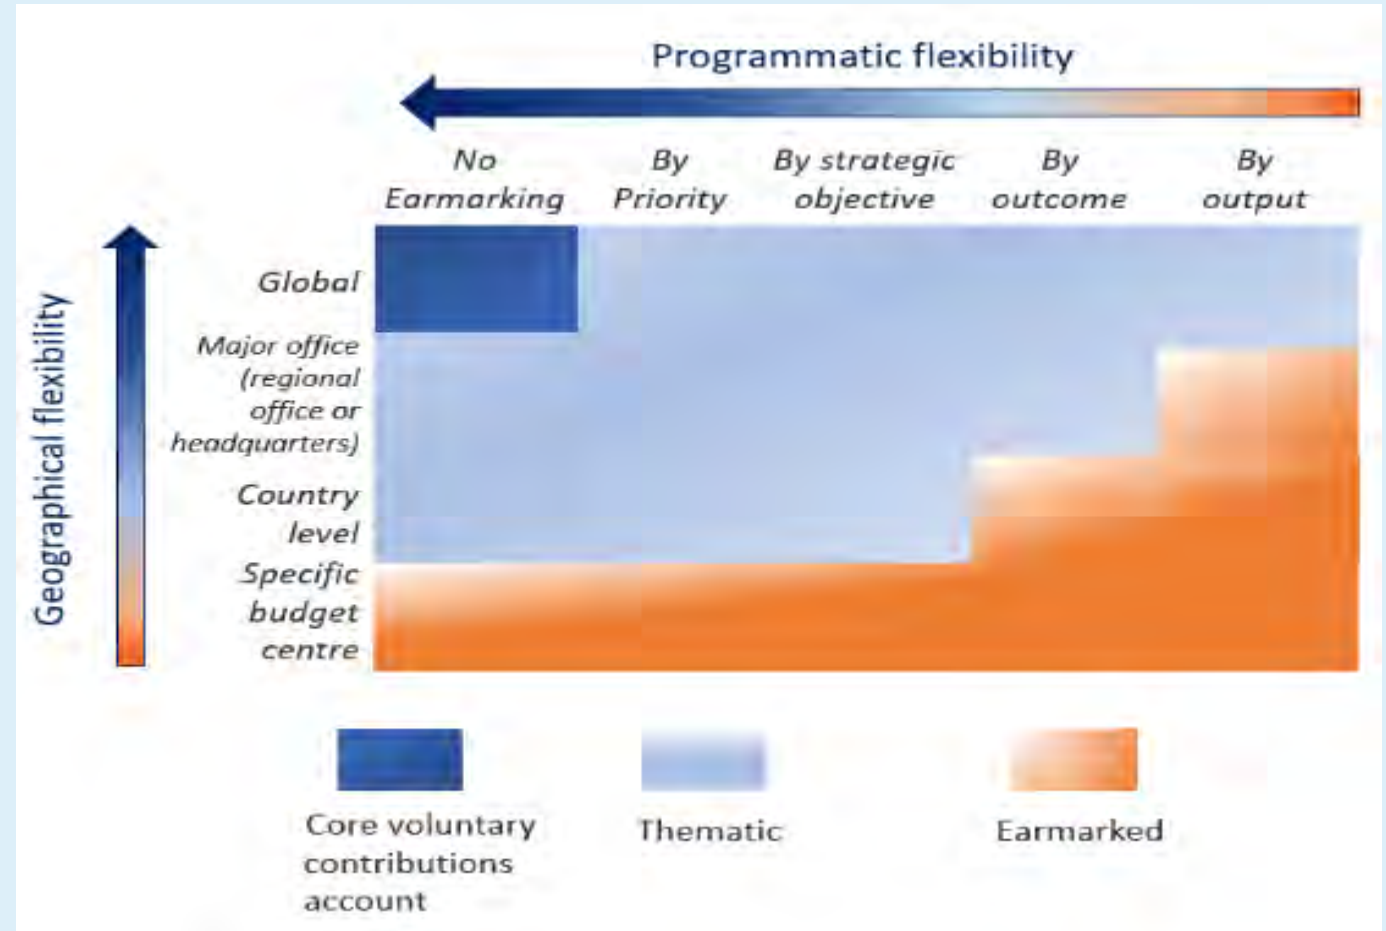 Programmatic flexibility
No
Earmarking
By
Priority
By strategic
objective
By
outcome
By
output
Geographical flexibility
Global
Major office
(regional
office or
headquarters)
Country
level
Specific
budget
centre
Core voluntary
contributions
account
Thematic
Earmarked